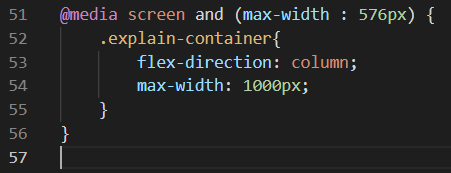 51 @media screen and (max-width : 576px) {
52     .explain-container{
53         flex-direction: column;
54         max-width: 1000px;
55     }
56 }
57